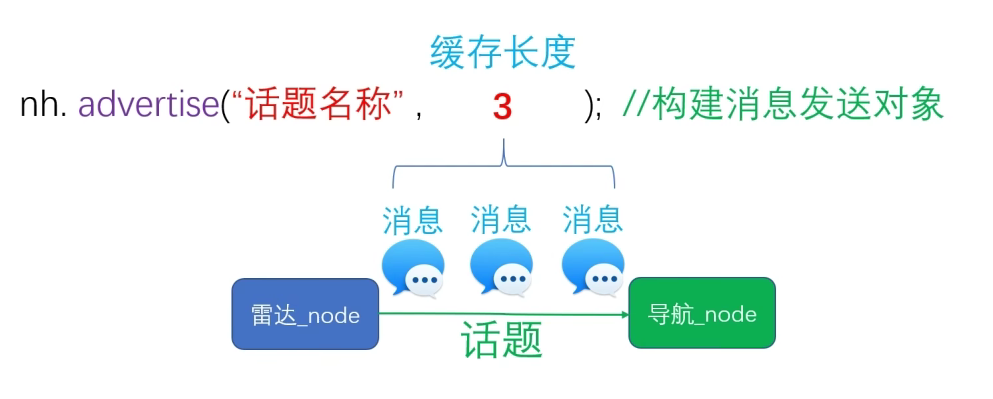 缓存长度
nh. advertise(“话题名称” , 3 ); //构建消息发送对象
消息 消息 消息
雷达_node 导航_node
话题